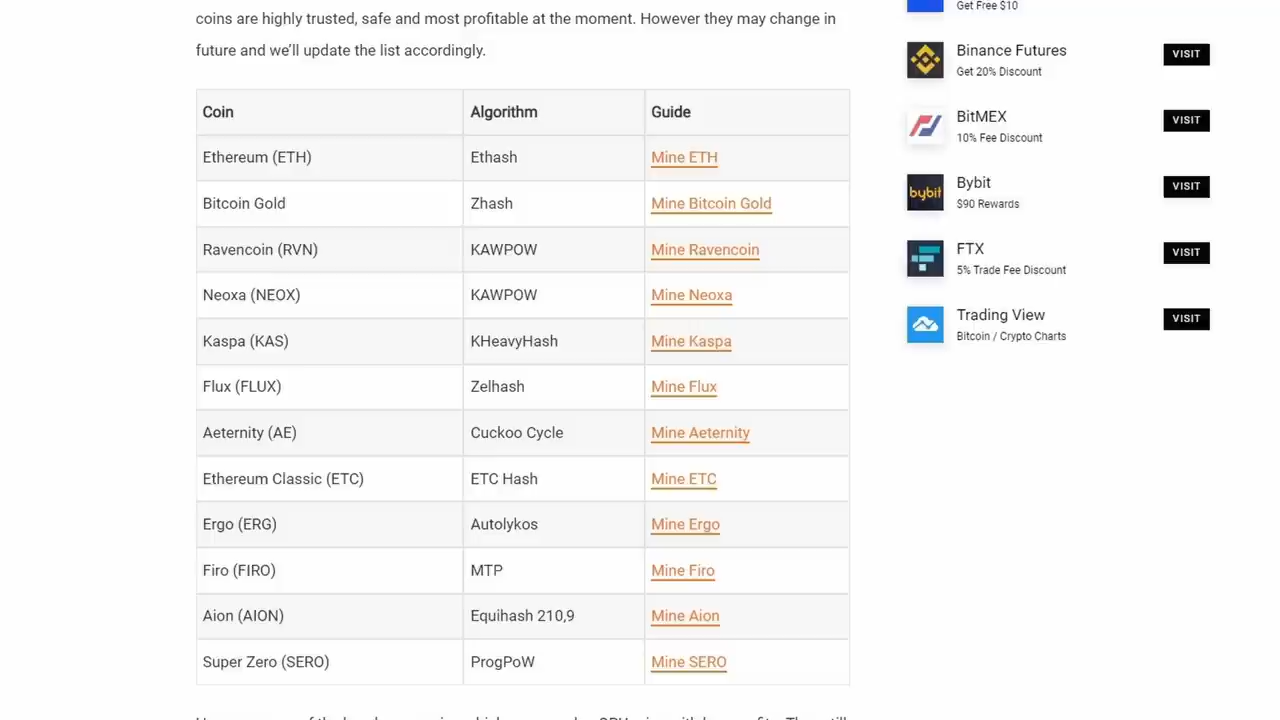 coins are highly trusted, safe and most profitable at the moment. However they may change in
future and we'll update the list accordingly.
Coin Algorithm Guide
Ethereum (ETH) Ethash Mine ETH
Bitcoin Gold Zhash Mine Bitcoin Gold
Ravencoin (RVN) KAWPOW Mine Ravencoin
Neoxa (NEOX) KAWPOW Mine Neoxa
Kaspa (KAS) KHeavyHash Mine Kaspa
Flux (FLUX) Zelhash Mine Flux
Aeternity (AE) Cuckoo Cycle Mine Aeternity
Ethereum Classic (ETC) ETC Hash Mine ETC
Ergo (ERG) Autolykos Mine Ergo
Firo (FIRO) MTP Mine Firo
Aion (AION) Equihash 210,9 Mine Aion
Super Zero (SERO) ProgPoW Mine SERO
Get Free $10
Binance Futures
Get 20% Discount
VISIT
BitMEX
10% Fee Discount
VISIT
bybit
Bybit
$90 Rewards
VISIT
FTX
5% Trade Fee Discount
VISIT
Trading View
Bitcoin / Crypto Charts
VISIT